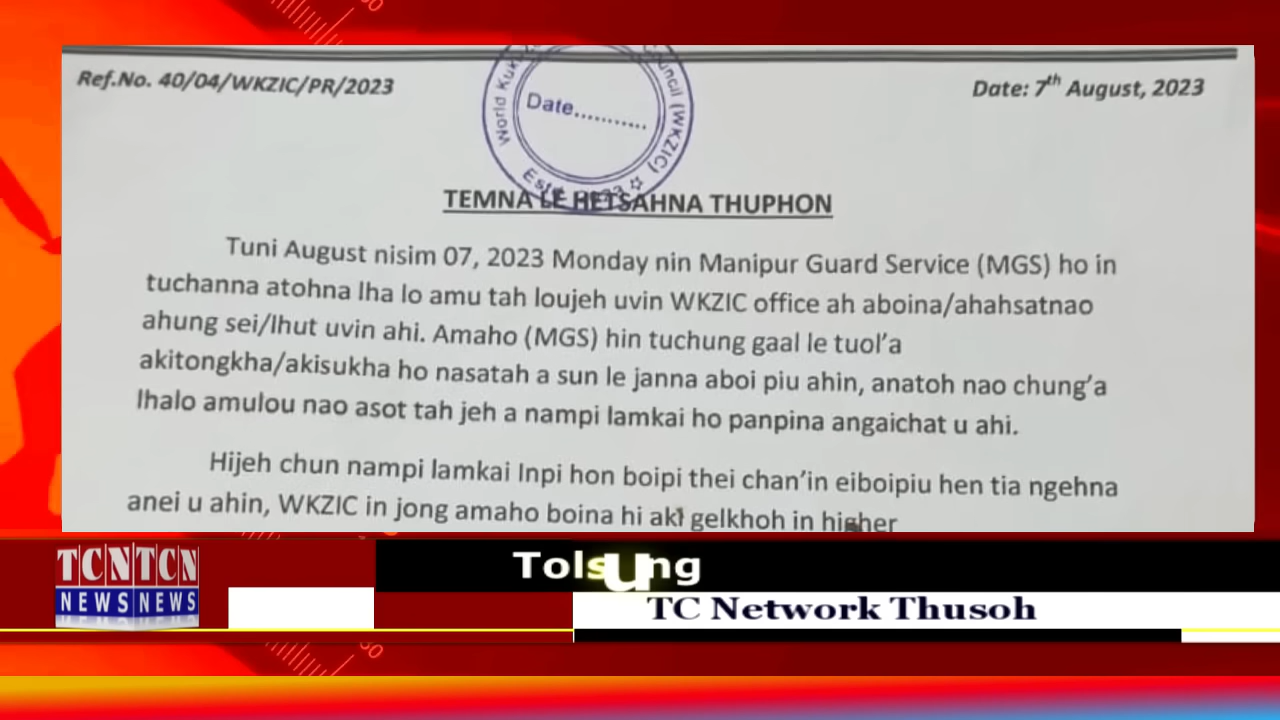 Ref.No. 40/04/WKZIC/PR/2023
Date: 7th August, 2023
World Kuki
Council (WKZIC)
Date...........
Estd
TEMNA LE HETSAHNA THUPHON
Tuni August nisim 07, 2023 Monday nin Manipur Guard Service (MGS) ho in
tuchanna atohna lha lo amu tah loujeh uvin WKZIC office ah aboina/ahahsatnao
ahung sei/lhut uvin ahi. Amaho (MGS) hin tuchung gaal le tuol'a
akitongkha/akisukha ho nasatah a sun le janna aboi piu ahin, anatoh nao chung'a
lhalo amulou nao asot tah jeh a nampi lamkai ho panpina angaichat u ahi.
Hijeh chun nampi lamkai Inpi hon boipi thei chan'in eiboipiu hen tia ngehna
anei u ahin, WKZIC in jong amaho boina hi aki gelkhoh in higher
TCN TCN
NEWS NEWS
Tolsung
TC Network Thusoh